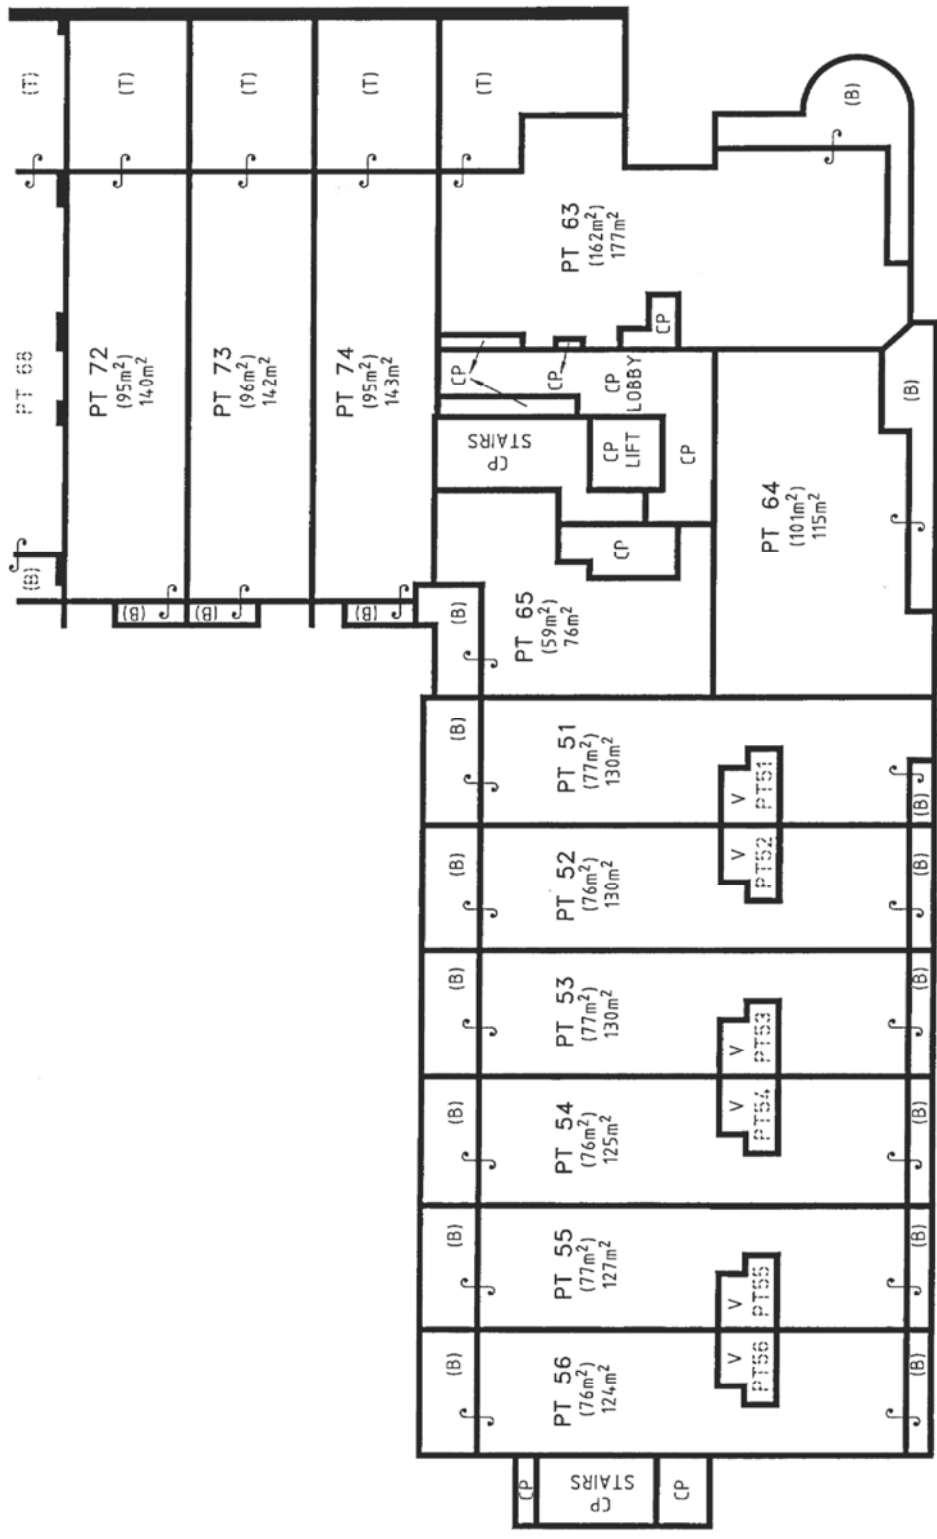 (T)
(T)
(T)
(T)
(T)
(B)
PT 68
PT 72
(95m²)
140m²
PT 73
(96m²)
142m²
PT 74
(95m²)
143m²
PT 63
(162m²)
177m²
CP
CP
CP
CP
LOBBY
CP
STAIRS
CP
LIFT
CP
CP
PT 64
(101m²)
115m²
(B)
(B)
(B)
(B)
(B)
(B)
PT 65
(59m²)
76m²
(B)
PT 51
(77m²)
130m²
V
PT51
(B)
(B)
PT 52
(76m²)
130m²
V
PT52
(B)
(B)
PT 53
(77m²)
130m²
V
PT53
(B)
(B)
PT 54
(76m²)
125m²
V
PT54
(B)
(B)
PT 55
(77m²)
127m²
V
PT55
(B)
(B)
PT 56
(76m²)
124m²
V
PT56
(B)
CP
CP
STAIRS
CP